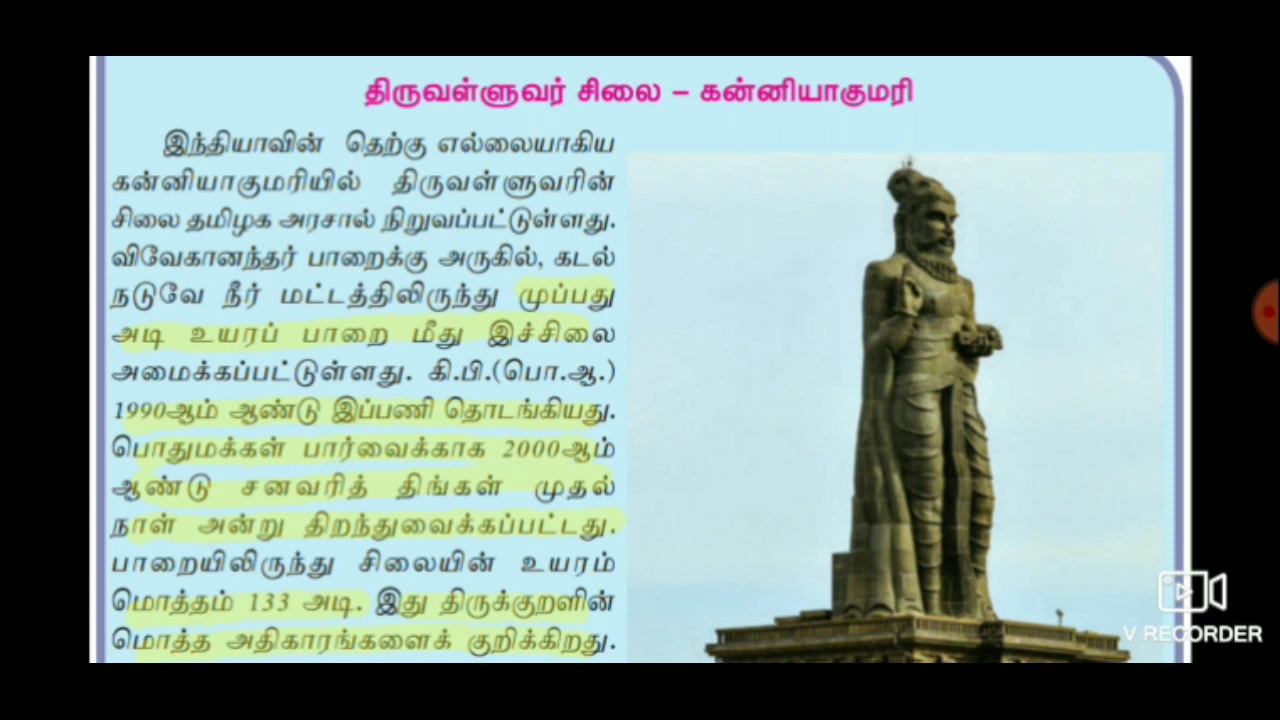 திருவள்ளுவர் சிலை – கன்னியாகுமரி
இந்தியாவின் தெற்கு எல்லையாகிய
கன்னியாகுமரியில் திருவள்ளுவரின்
சிலை தமிழக அரசால் நிறுவப்பட்டுள்ளது.
விவேகானந்தர் பாறைக்கு அருகில், கடல்
நடுவே நீர் மட்டத்திலிருந்து முப்பது
அடி உயரப் பாறை மீது இச்சிலை
அமைக்கப்பட்டுள்ளது. கி.பி.(பொ.ஆ.)
1990ஆம் ஆண்டு இப்பணி தொடங்கியது.
பொதுமக்கள் பார்வைக்காக 2000ஆம்
ஆண்டு சனவரித் திங்கள் முதல்
நாள் அன்று திறந்துவைக்கப்பட்டது.
பாறையிலிருந்து சிலையின் உயரம்
மொத்தம் 133 அடி. இது திருக்குறளின்
மொத்த அதிகாரங்களைக் குறிக்கிறது.
V RECORDER